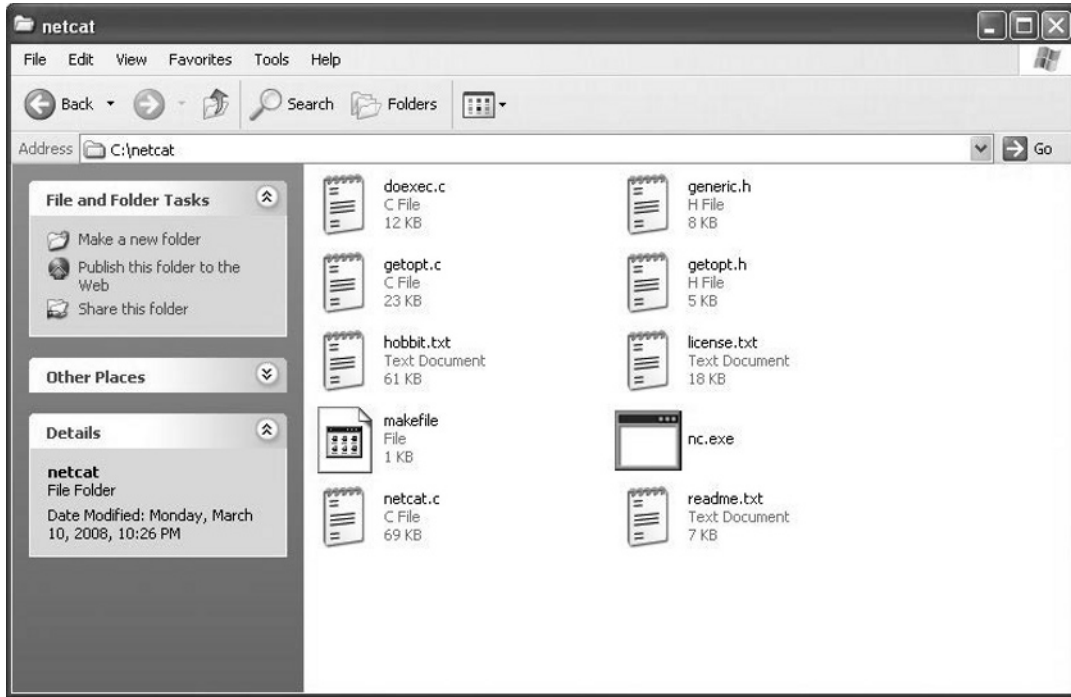 netcat
File Edit View Favorites Tools Help
Back Search Folders
Address C:\netcat Go
File and Folder Tasks
Make a new folder
Publish this folder to the
Web
Share this folder
Other Places
Details
netcat
File Folder
Date Modified: Monday, March
10, 2008, 10:26 PM
doexec.c
C File
12 KB
generic.h
H File
8 KB
getopt.c
C File
23 KB
getopt.h
H File
5 KB
hobbit.txt
Text Document
61 KB
license.txt
Text Document
18 KB
makefile
File
1 KB
nc.exe
netcat.c
C File
69 KB
readme.txt
Text Document
7 KB